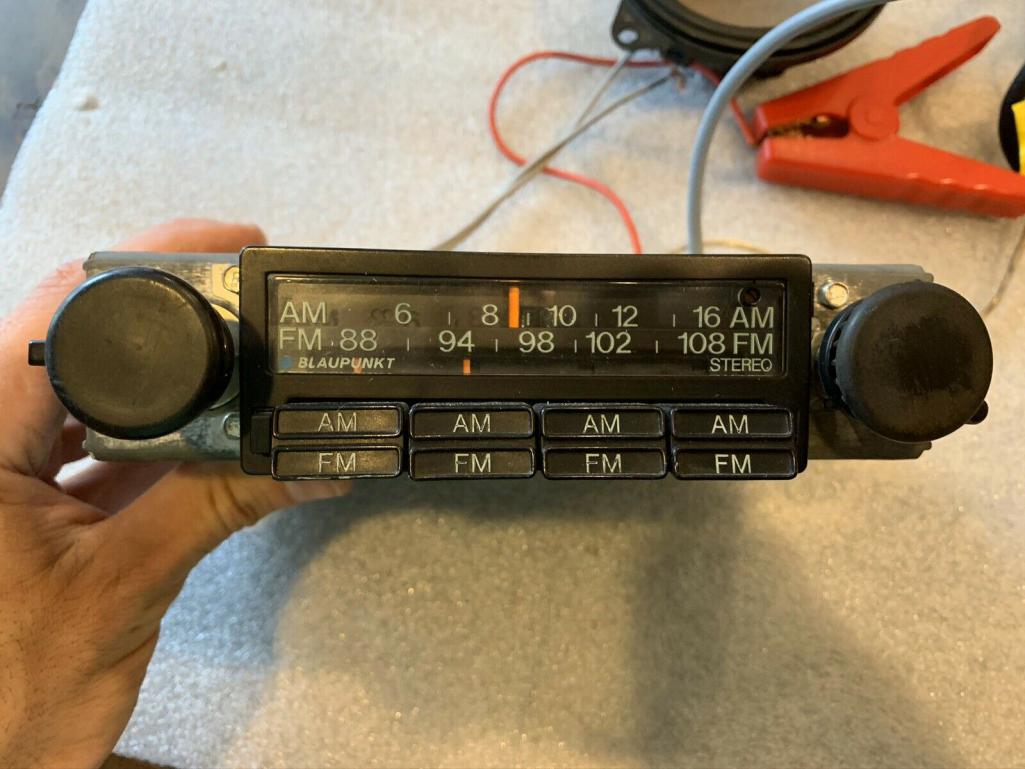 AM 6 8 10 12 16 AM
FM 88 94 98 102 108 FM
BLAUPUNKT STEREO
AM AM AM AM
FM FM FM FM